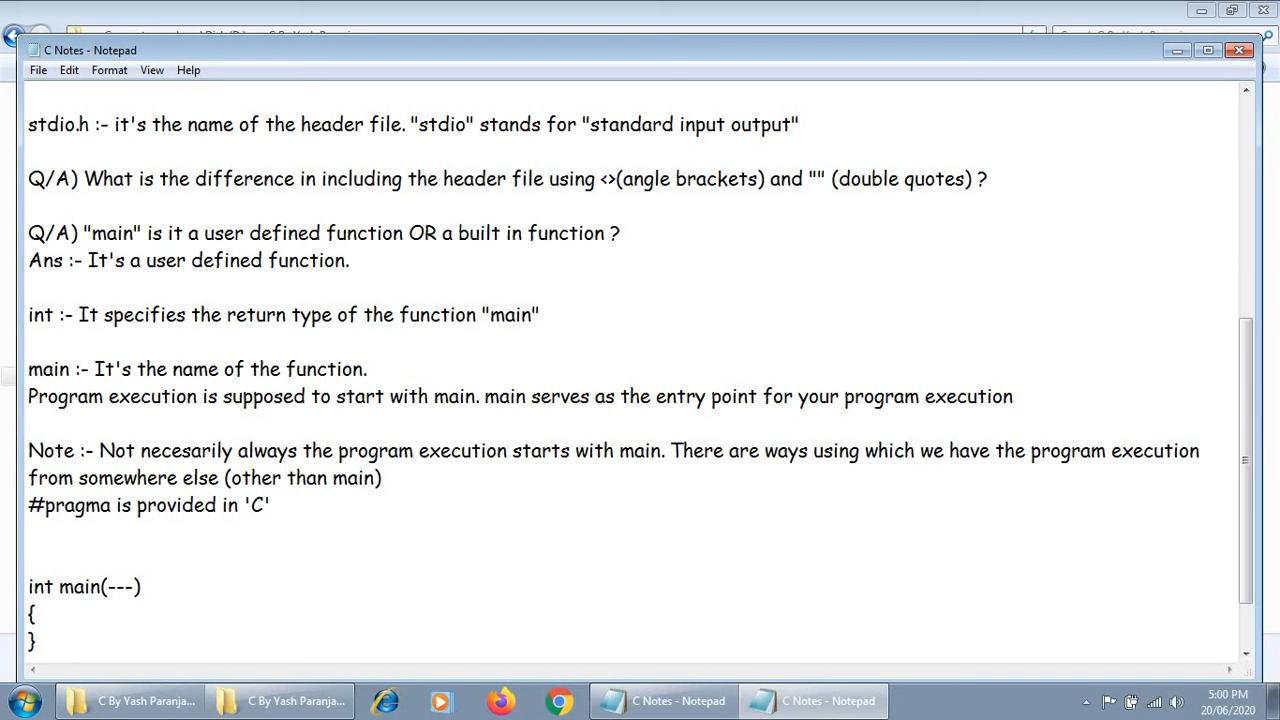 C Notes - Notepad
File Edit Format View Help
stdio.h :- it's the name of the header file. "stdio" stands for "standard input output"
Q/A) What is the difference in including the header file using <>(angle brackets) and "" (double quotes) ?
Q/A) "main" is it a user defined function OR a built in function ?
Ans :- It's a user defined function.
int :- It specifies the return type of the function "main"
main :- It's the name of the function.
Program execution is supposed to start with main. main serves as the entry point for your program execution
Note :- Not necesarily always the program execution starts with main. There are ways using which we have the program execution
from somewhere else (other than main)
#pragma is provided in 'C'
int main(---)
{
}
C By Yash Paranja... C By Yash Paranja... C Notes - Notepad C Notes - Notepad
5:00 PM
20/06/2020